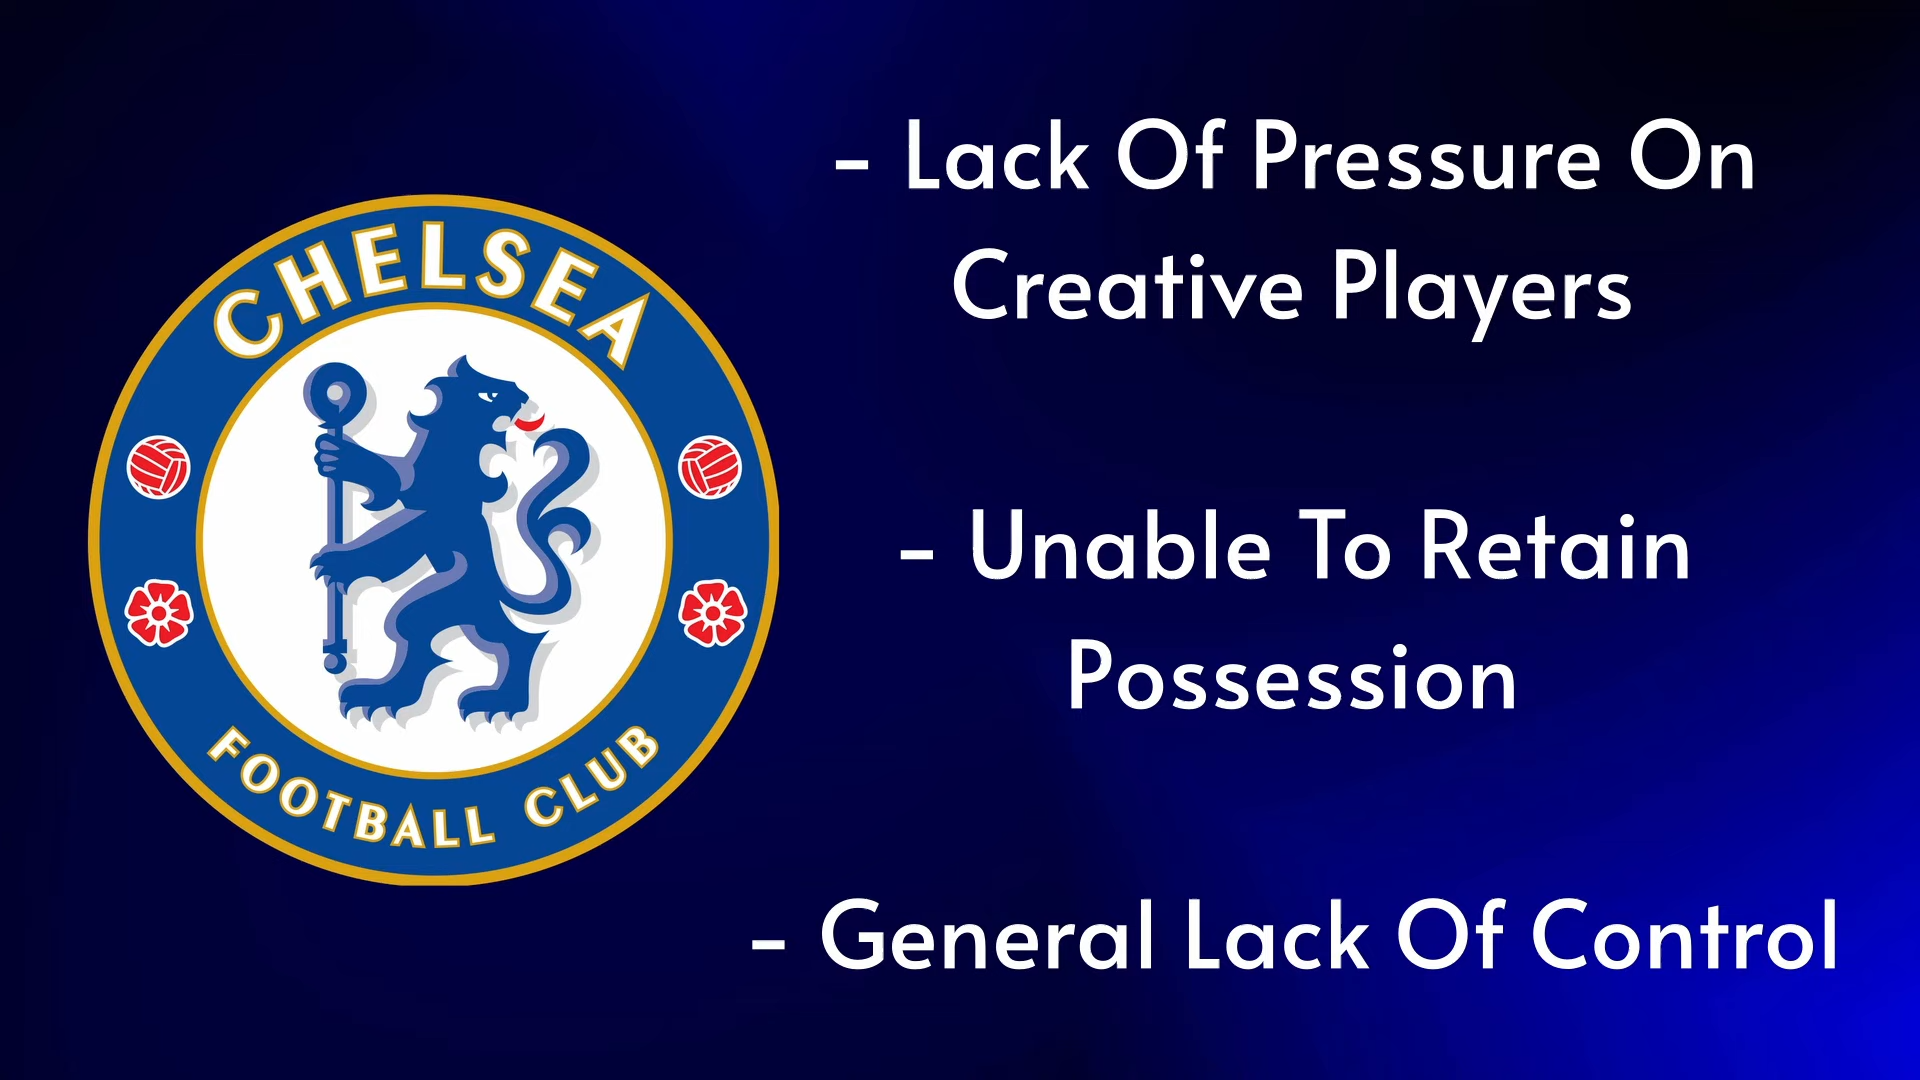 CHELSEA
FOOTBALL CLUB
- Lack Of Pressure On
Creative Players
- Unable To Retain
Possession
- General Lack Of Control